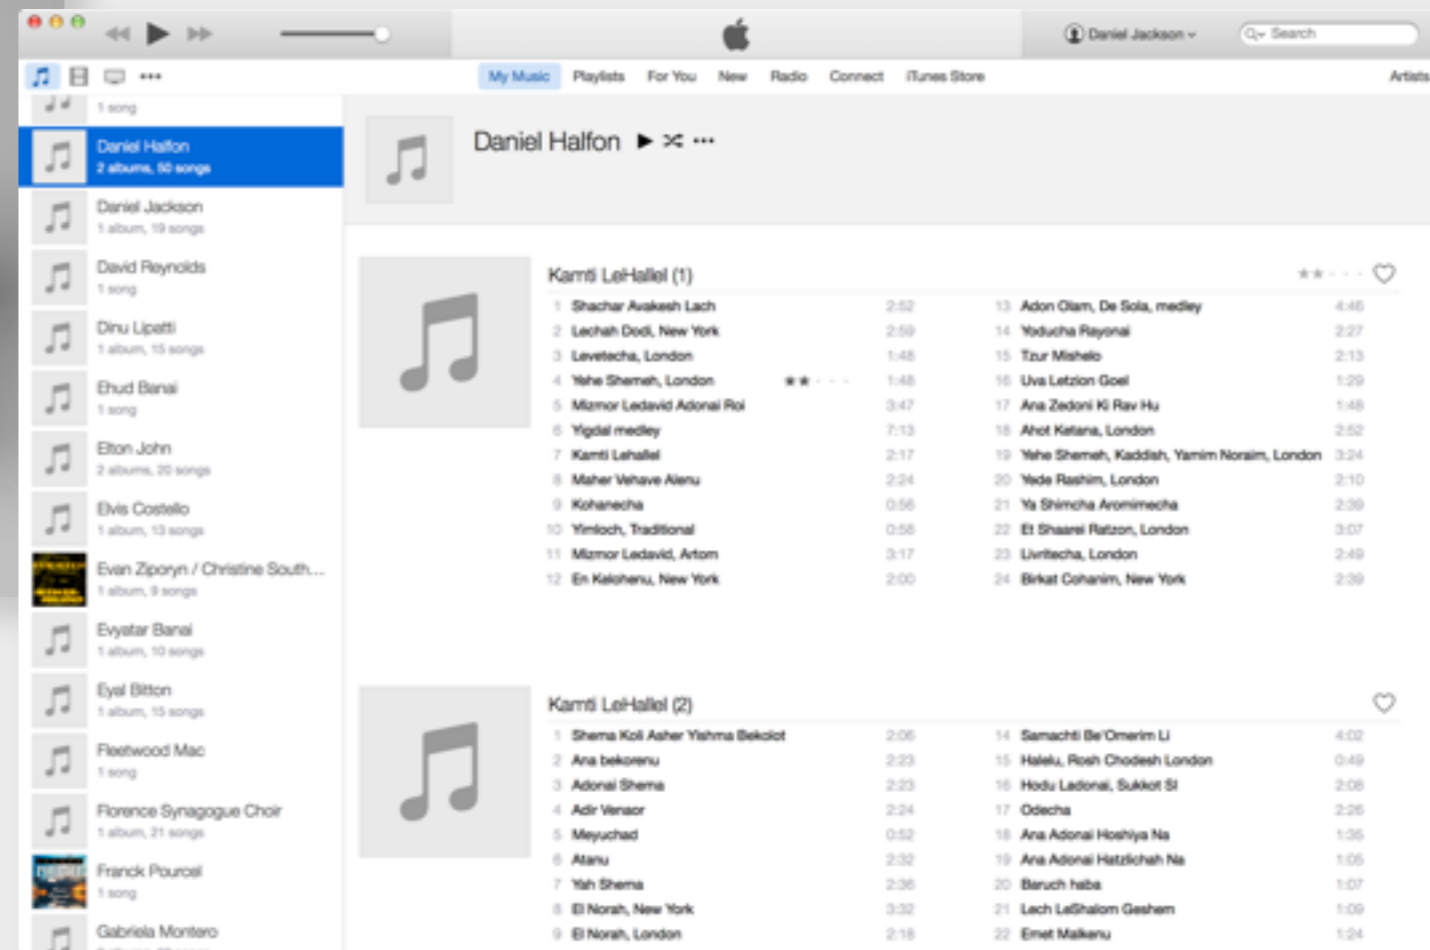 Daniel Jackson
Search
My Music Playlists For You New Radio Connect iTunes Store
Artists
1 song
Daniel Halfon
2 albums, 50 songs
Daniel Jackson
1 album, 19 songs
David Reynolds
1 song
Dinu Lipatti
1 album, 15 songs
Ehud Banai
1 song
Elton John
2 albums, 20 songs
Elvis Costello
1 album, 13 songs
Evan Ziporyn / Christine South...
1 album, 9 songs
Evyatar Banai
1 album, 10 songs
Eyal Bitton
1 album, 15 songs
Fleetwood Mac
1 song
Florence Synagogue Choir
1 album, 21 songs
Franck Pourcel
1 song
Gabriela Montero
Daniel Halfon
Kamti LeHallel (1)
1 Shachar Avakesh Lach 2:52
2 Lechah Dodi, New York 2:59
3 Levetecha, London 1:48
4 Yehe Shemeh, London 1:48
5 Mizmor Ledavid Adonai Roi 3:47
6 Yigdal medley 7:13
7 Kamti Lehallel 2:17
8 Maher Vehave Alenu 2:24
9 Kohanecha 0:56
10 Yimloch, Traditional 0:58
11 Mizmor Ledavid, Artom 3:17
12 En Kelohenu, New York 2:00
13 Adon Olam, De Sola, medley 4:46
14 Yoducha Rayonai 2:27
15 Tzur Mishelo 2:13
16 Uva Letzion Goel 1:29
17 Ana Zedoni Ki Rav Hu 1:48
18 Ahot Ketana, London 2:52
19 Yehe Shemeh, Kaddish, Yamim Noraim, London 3:24
20 Yede Rashim, London 2:10
21 Ya Shimcha Aromimecha 2:39
22 Et Shaarei Ratzon, London 3:07
23 Livritecha, London 2:49
24 Birkat Cohanim, New York 2:39
Kamti LeHallel (2)
1 Shema Koli Asher Yishma Bekolot 2:06
2 Ana bekorenu 2:23
3 Adonai Shema 2:23
4 Adir Venaor 2:24
5 Meyuchad 0:52
6 Atanu 2:32
7 Yah Shema 2:36
8 El Norah, New York 3:32
9 El Norah, London 2:18
14 Samachti Be'Omerim Li 4:02
15 Halelu, Rosh Chodesh London 0:49
16 Hodu Ladonai, Sukkot SI 2:08
17 Odecha 2:26
18 Ana Adonai Hoshiya Na 1:35
19 Ana Adonai Hatzlichah Na 1:05
20 Baruch haba 1:07
21 Lech LeShalom Geshem 1:09
22 Emet Malkenu 1:24